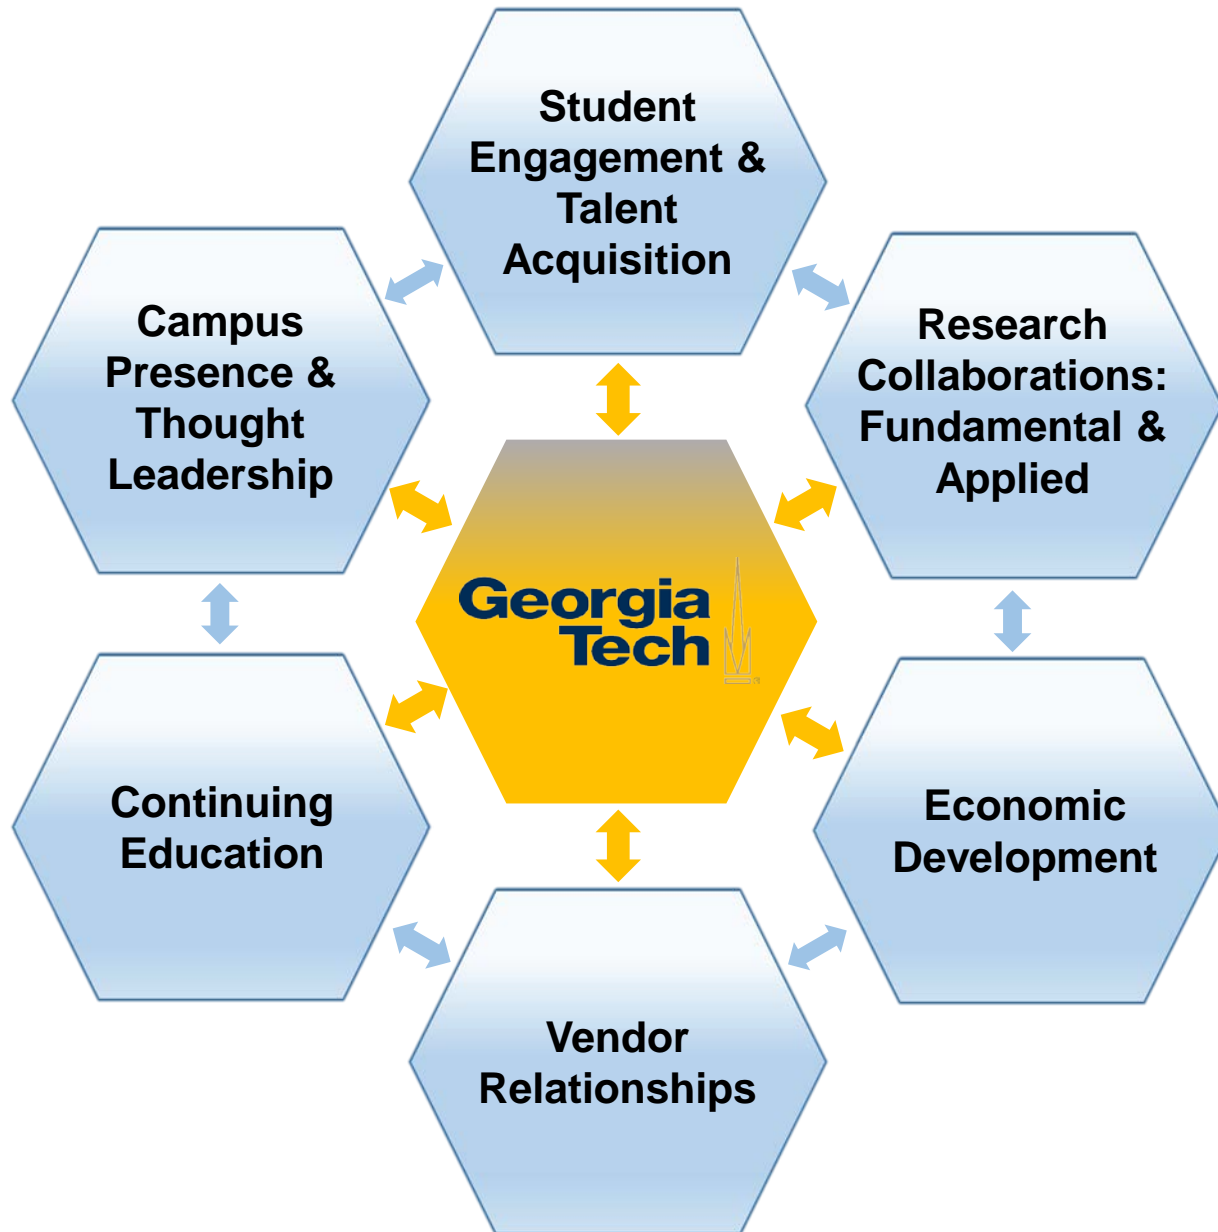 Student
Engagement &
Talent
Acquisition
Campus
Presence &
Thought
Leadership
Research
Collaborations:
Fundamental &
Applied
Georgia
Tech
®
Continuing
Education
Economic
Development
Vendor
Relationships